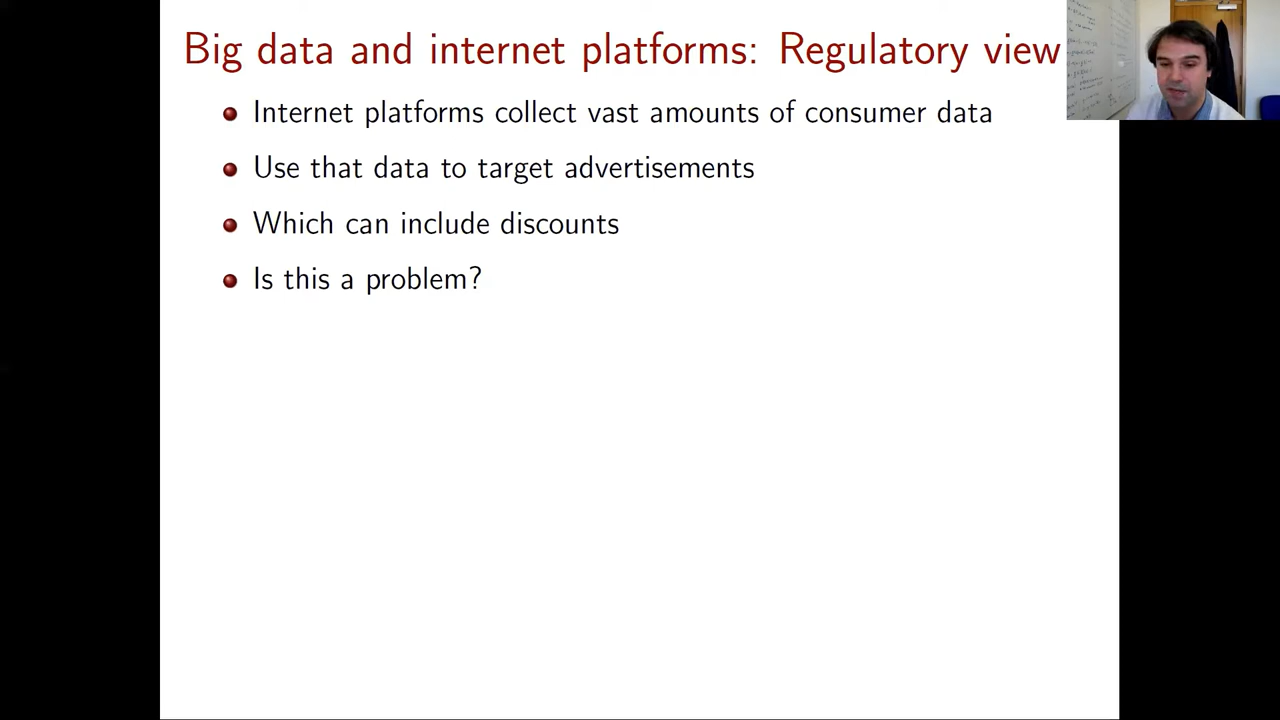 Big data and internet platforms: Regulatory view
Internet platforms collect vast amounts of consumer data
Use that data to target advertisements
Which can include discounts
Is this a problem?